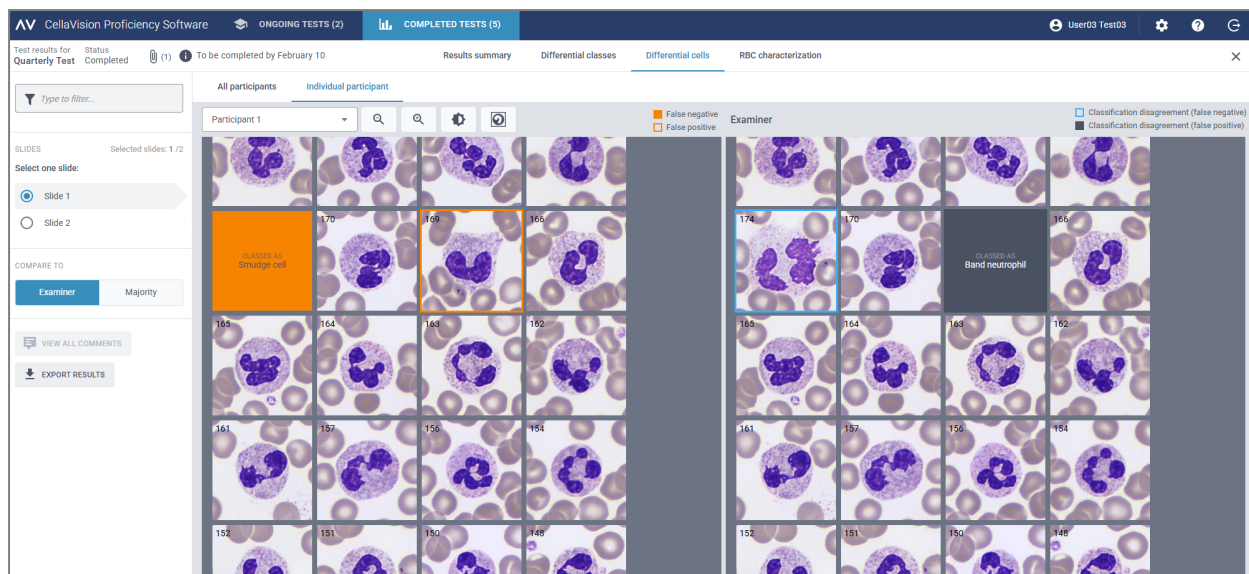 CellaVision Proficiency Software
ONGOING TESTS (2)
COMPLETED TESTS (5)
User03 Test03
Test results for
Quarterly Test
Status
Completed
(1)
To be completed by February 10
Results summary
Differential classes
Differential cells
RBC characterization
Type to filter...
SLIDES
Selected slides: 1 /2
Select one slide:
Slide 1
Slide 2
COMPARE TO
Examiner
Majority
VIEW ALL COMMENTS
EXPORT RESULTS
All participants
Individual participant
Participant 1
False negative
False positive
CLASSED AS
Smudge cell
170
169
166
165
164
163
162
161
157
156
154
152
151
150
148
Examiner
Classification disagreement (false negative)
Classification disagreement (false positive)
174
170
CLASSED AS
Band neutrophil
166
165
164
163
162
161
157
156
154
152
151
150
148